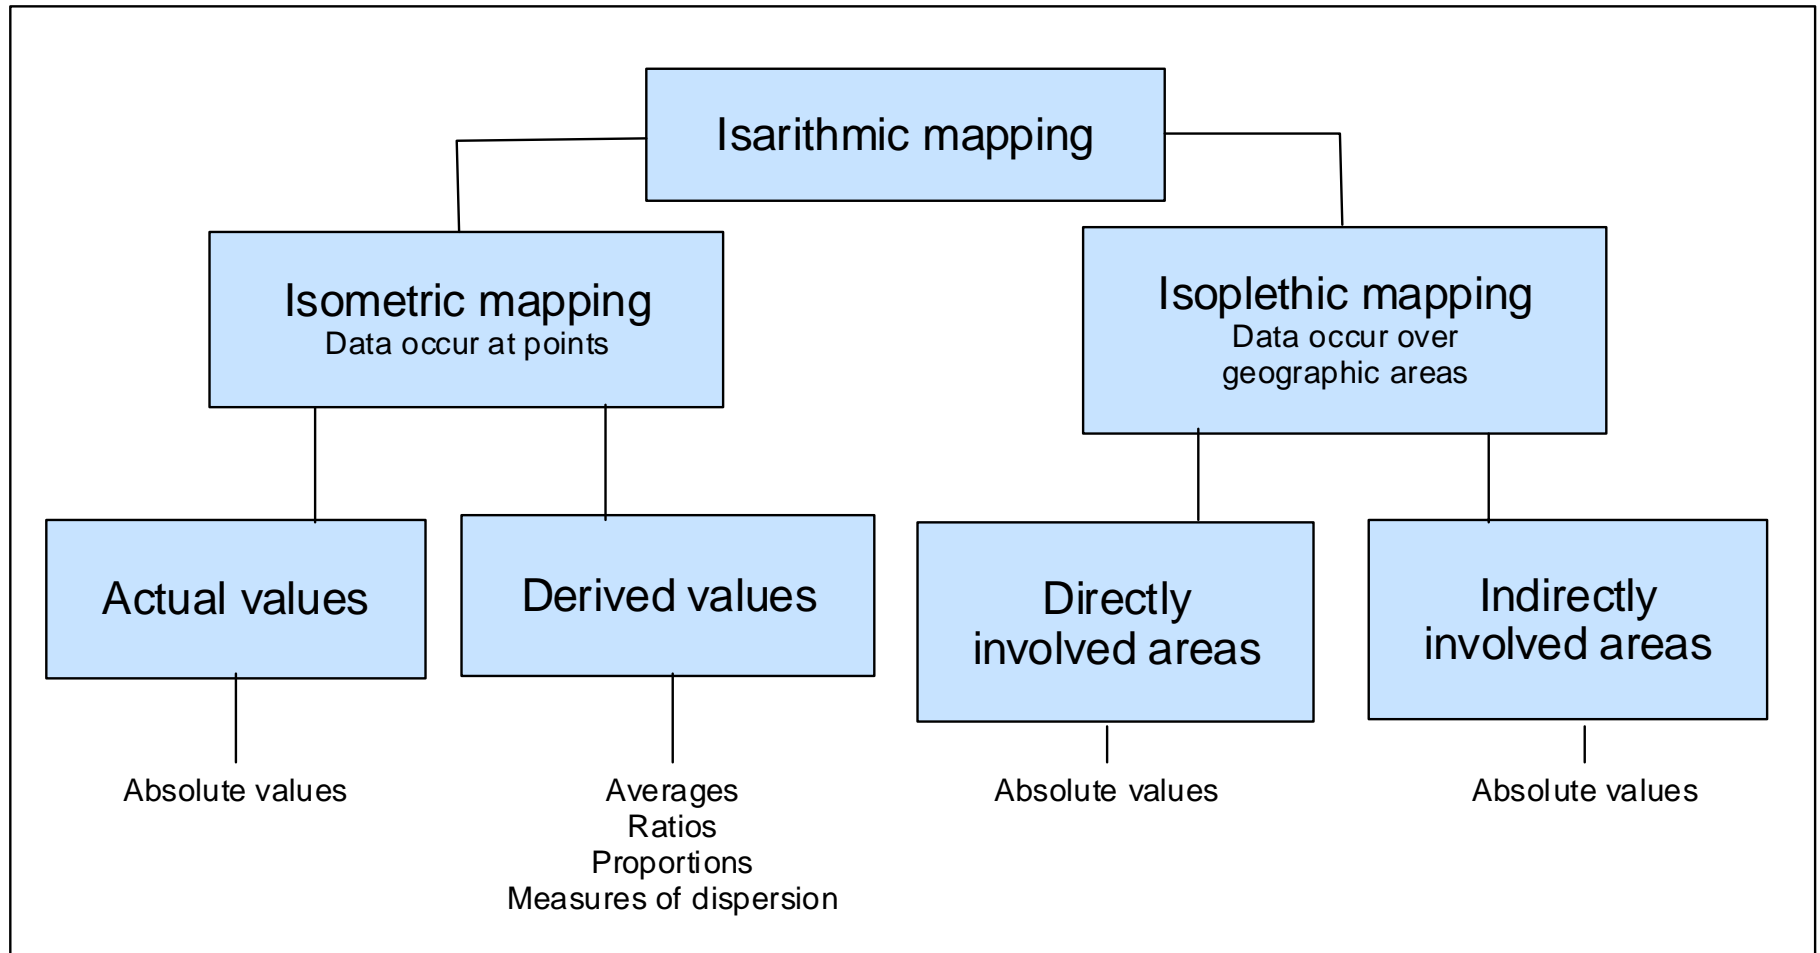 Isarithmic mapping
Isometric mapping
Data occur at points
Isoplethic mapping
Data occur over
geographic areas
Actual values
Derived values
Directly
involved areas
Indirectly
involved areas
Absolute values
Averages
Ratios
Proportions
Measures of dispersion
Absolute values
Absolute values